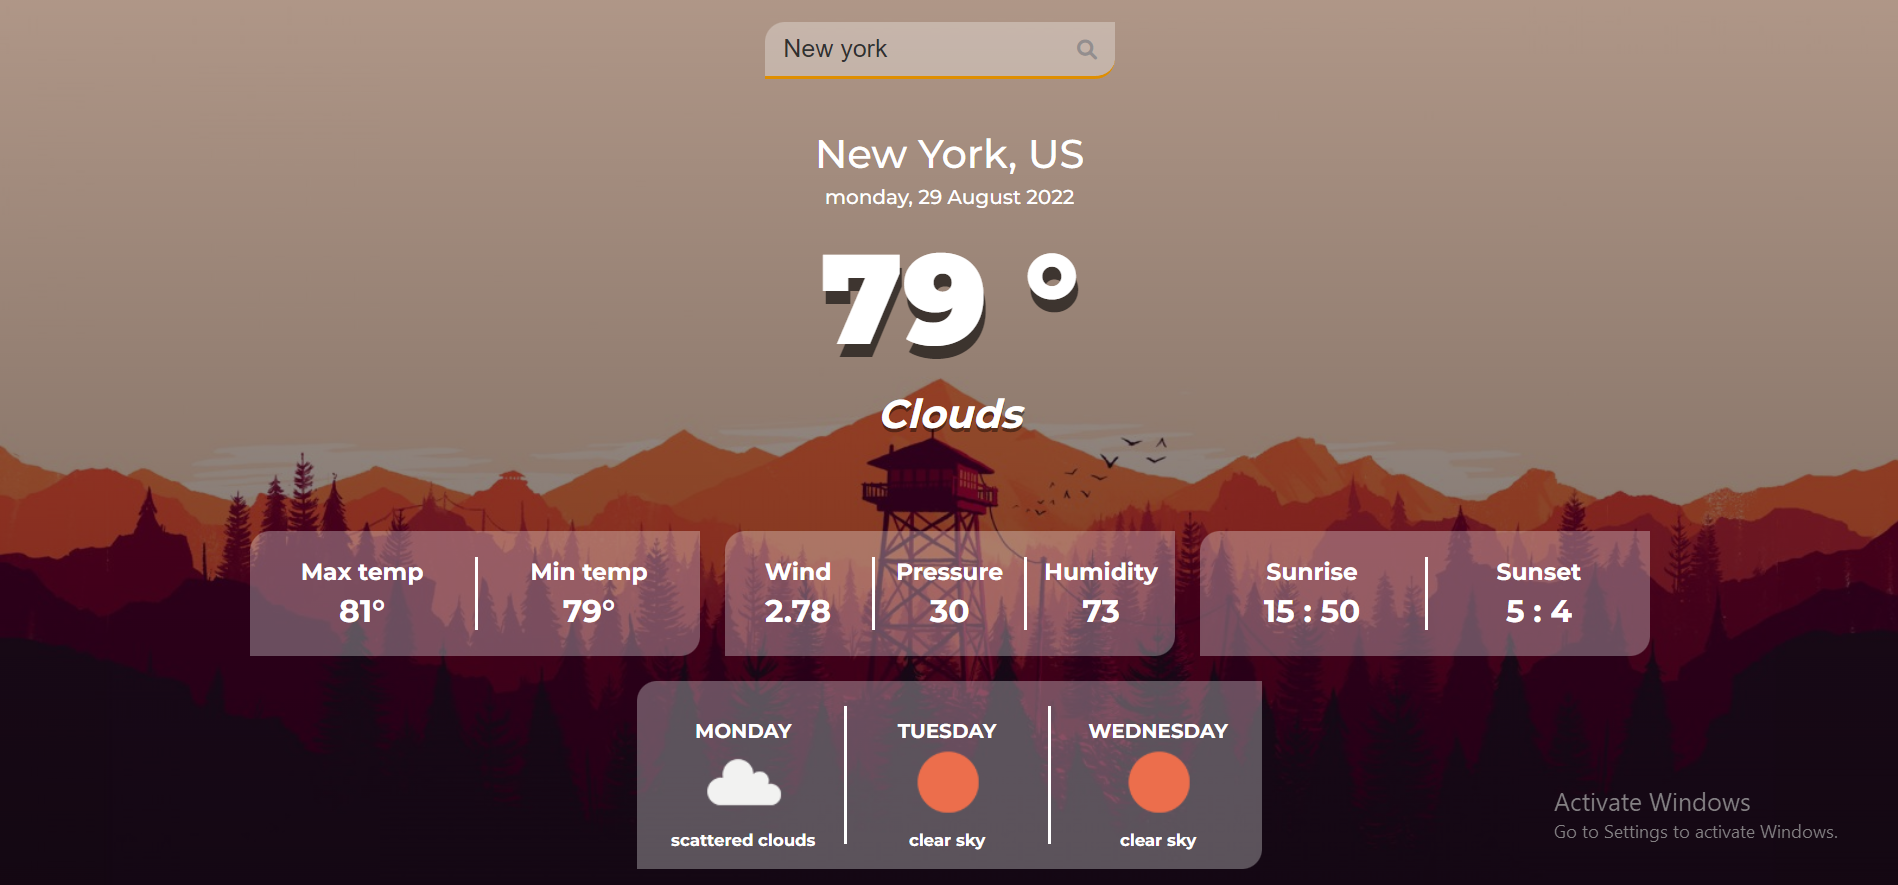 New york
New York, US
monday, 29 August 2022
79 °
Clouds
Max temp
81°
Min temp
79°
Wind
2.78
Pressure
30
Humidity
73
Sunrise
15 : 50
Sunset
5 : 4
MONDAY
scattered clouds
TUESDAY
clear sky
WEDNESDAY
clear sky
Activate Windows
Go to Settings to activate Windows.